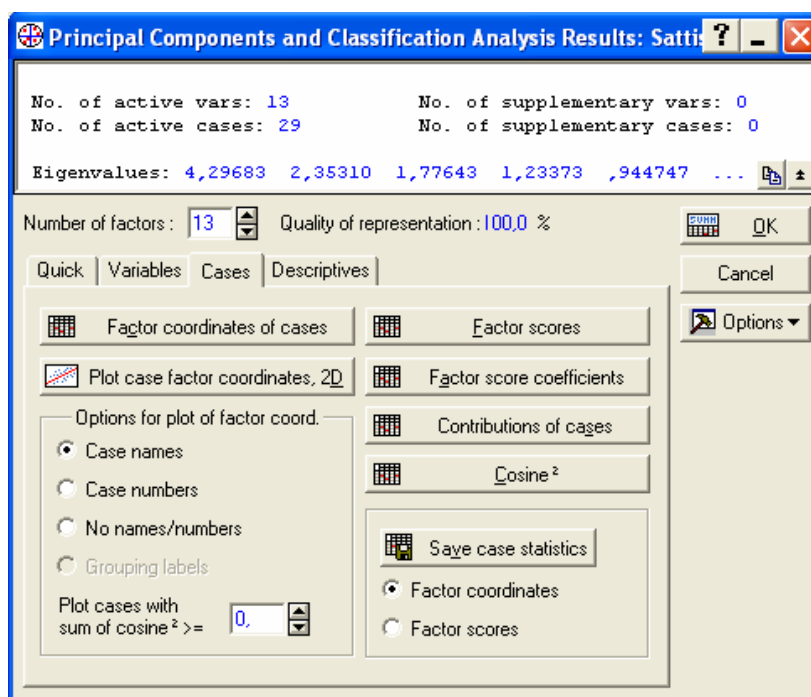 Principal Components and Classification Analysis Results: Sattis
No. of active vars: 13 No. of supplementary vars: 0
No. of active cases: 29 No. of supplementary cases: 0
Eigenvalues: 4,29683 2,35310 1,77643 1,23373 ,944747 ...
Number of factors : 13 Quality of representation : 100,0 %
OK
Quick Variables Cases Descriptives
Cancel
Options
Factor coordinates of cases
Factor scores
Plot case factor coordinates, 2D
Factor score coefficients
Options for plot of factor coord.
Contributions of cases
Case names
Cosine ²
Case numbers
No names/numbers
Grouping labels
Save case statistics
Factor coordinates
Factor scores
Plot cases with
sum of cosine ² >= 0,